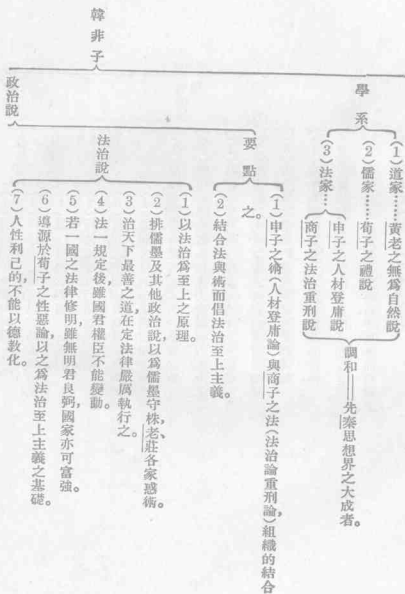 韓非子
學系
(1)道家……黃老之無爲自然說
(2)儒家……荀子之禮說
(3)法家……
申子之人材登庸說
商子之法治重刑說
調和——先秦思想界之大成者。
政治說
要點
(1)申子之術(人材登庸論)與商子之法(法治論重刑論)組織的結合
之。
(2)結合法與術而倡法治至上主義。
法治說
(1)以法治爲至上之原理。
(2)排儒墨及其他政治說,以爲儒墨守株,老、莊各家惑術。
(3)治天下最善之道,在定法律嚴厲執行之。
(4)法一規定後,雖國君權臣不能變動。
(5)若一國之法律修明,雖無明君良弼,國家亦可富強。
(6)導源於荀子之性惡論,以之爲法治至上主義之基礎。
(7)人性利己的,不能以德敎化。